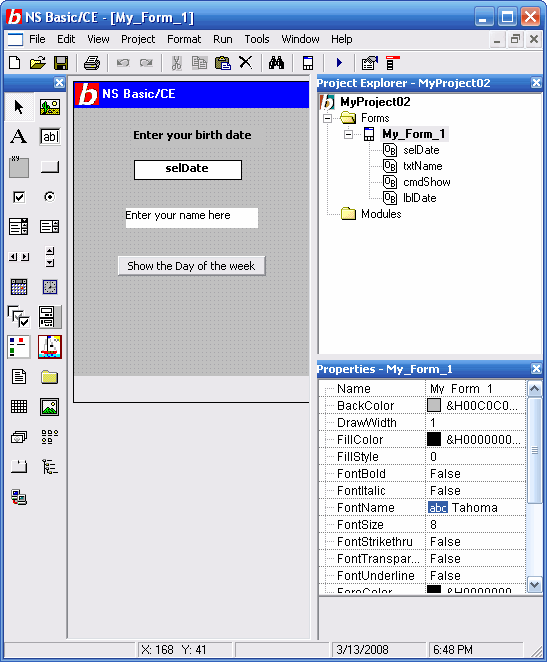 NS Basic/CE - [My_Form_1]
File Edit View Project Format Run Tools Window Help
A
ab
XY
b NS Basic/CE
Enter your birth date
selDate
Enter your name here
Show the Day of the week
Project Explorer - MyProject02
MyProject02
Forms
My_Form_1
selDate
txtName
cmdShow
lblDate
Modules
Properties - My_Form_1
Name My_Form_1
BackColor &H00C0C0...
DrawWidth 1
FillColor &H0000000...
FillStyle 0
FontBold False
FontItalic False
FontName abc Tahoma
FontSize 8
FontStrikethru False
FontTranspar... False
FontUnderline False
ForeColor &H0000000...
X: 168 Y: 41
3/13/2008
6:48 PM